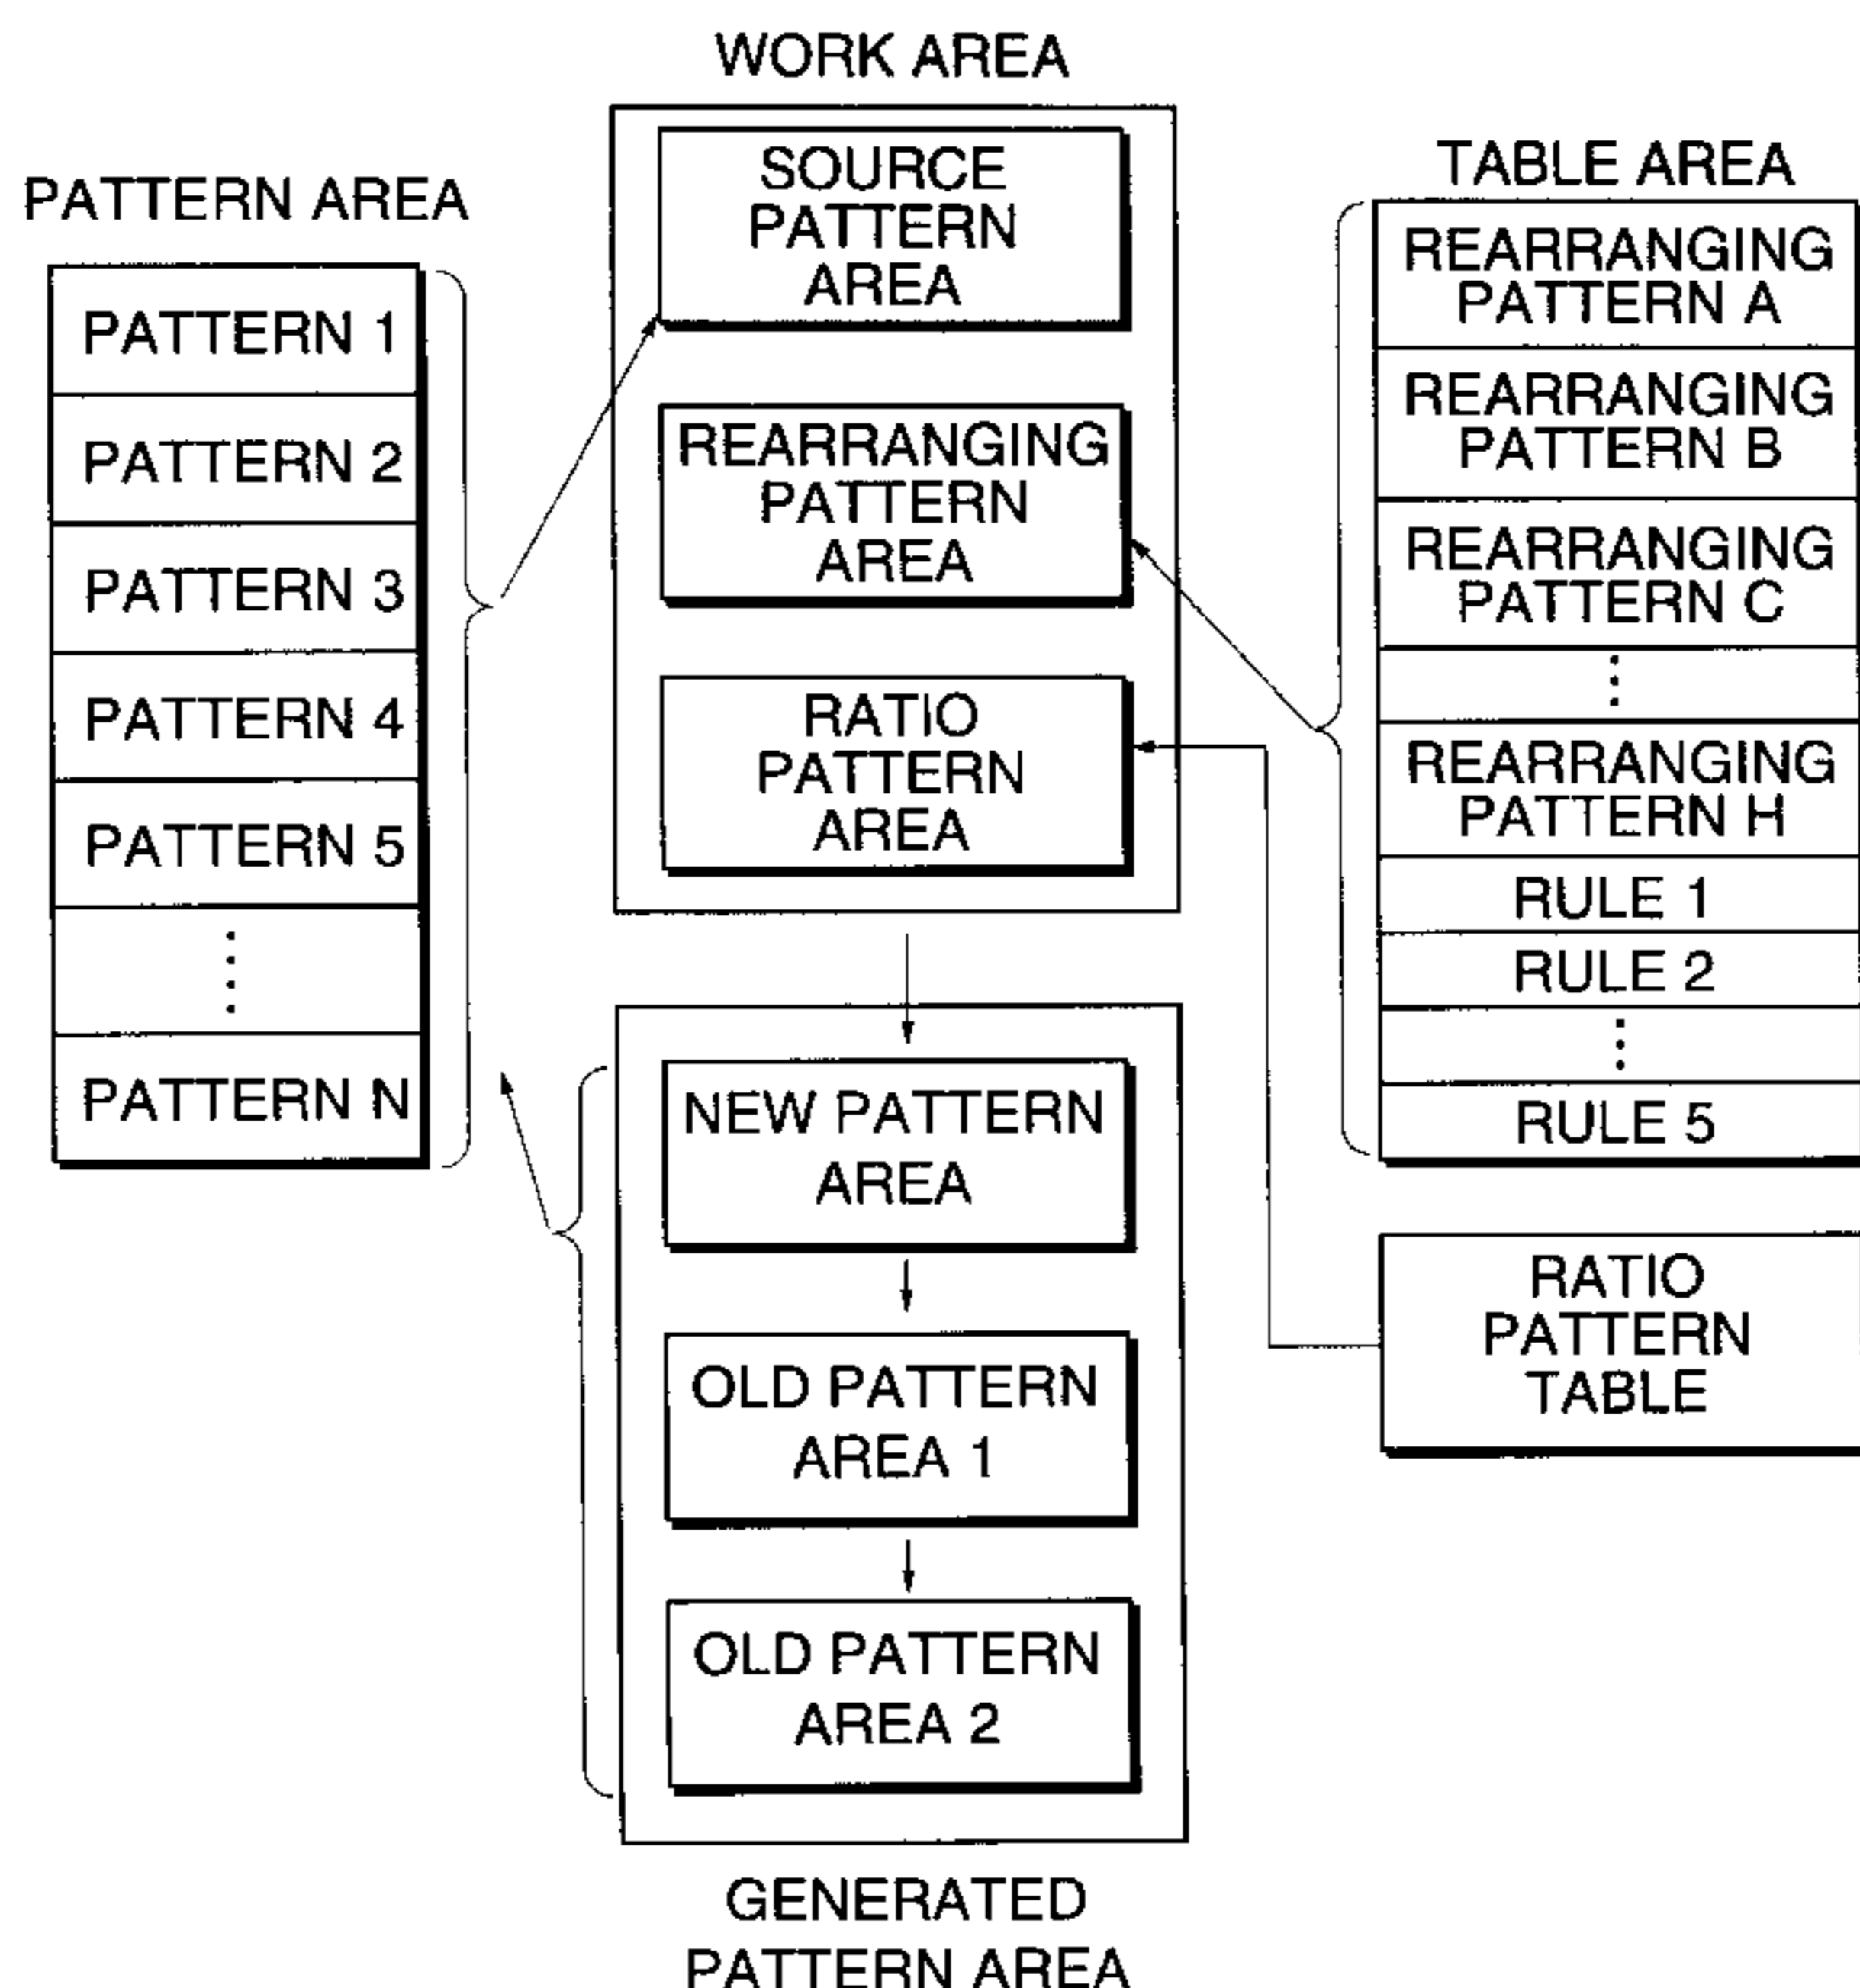 PATTERN AREA
PATTERN 1
PATTERN 2
PATTERN 3
PATTERN 4
PATTERN 5
PATTERN N
WORK AREA
SOURCE
PATTERN
AREA
REARRANGING
PATTERN
AREA
RATIO
PATTERN
AREA
NEW PATTERN
AREA
OLD PATTERN
AREA 1
OLD PATTERN
AREA 2
GENERATED
PATTERN AREA
TABLE AREA
REARRANGING
PATTERN A
REARRANGING
PATTERN B
REARRANGING
PATTERN C
REARRANGING
PATTERN H
RULE 1
RULE 2
RULE 5
RATIO
PATTERN
TABLE